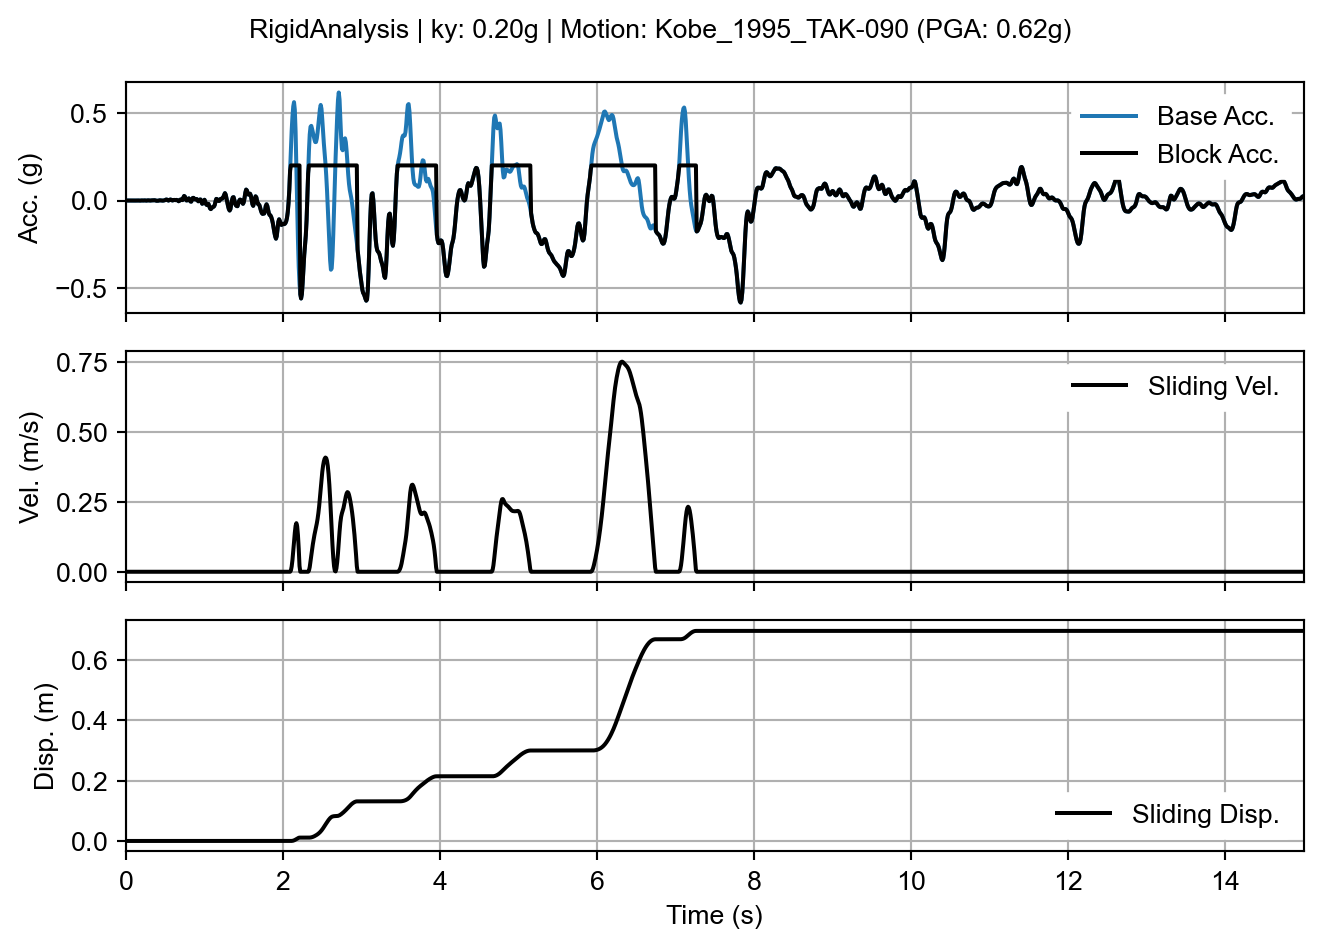 RigidAnalysis | ky: 0.20g | Motion: Kobe_1995_TAK-090 (PGA: 0.62g)
Acc. (g)
0.5
0.0
−0.5
Base Acc.
Block Acc.
Vel. (m/s)
0.75
0.50
0.25
0.00
Sliding Vel.
Disp. (m)
0.6
0.4
0.2
0.0
Sliding Disp.
0 2 4 6 8 10 12 14
Time (s)